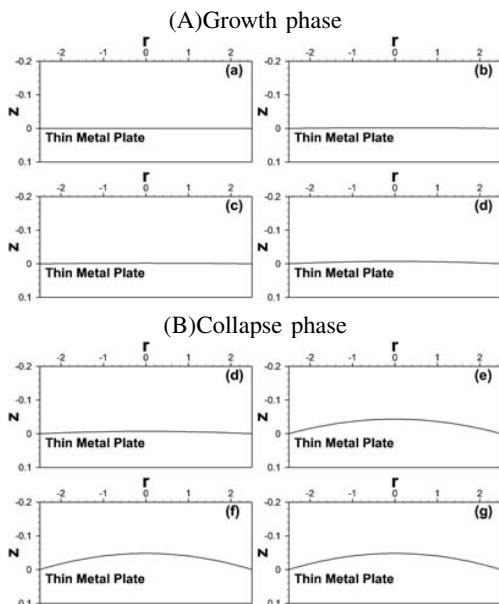 (A)Growth phase
r r
-2 -1 0 1 2 -2 -1 0 1 2
-0.2 (a) -0.2 (b)
-0.1 -0.1
z z
0 0
Thin Metal Plate Thin Metal Plate
0.1 0.1
-2 -1 0 1 2 -2 -1 0 1 2
-0.2 (c) -0.2 (d)
-0.1 -0.1
z z
0 0
Thin Metal Plate Thin Metal Plate
0.1 0.1
(B)Collapse phase
r r
-2 -1 0 1 2 -2 -1 0 1 2
-0.2 (d) -0.2 (e)
-0.1 -0.1
z z
0 0
Thin Metal Plate Thin Metal Plate
0.1 0.1
r r
-2 -1 0 1 2 -2 -1 0 1 2
-0.2 (f) -0.2 (g)
-0.1 -0.1
z z
0 0
Thin Metal Plate Thin Metal Plate
0.1 0.1